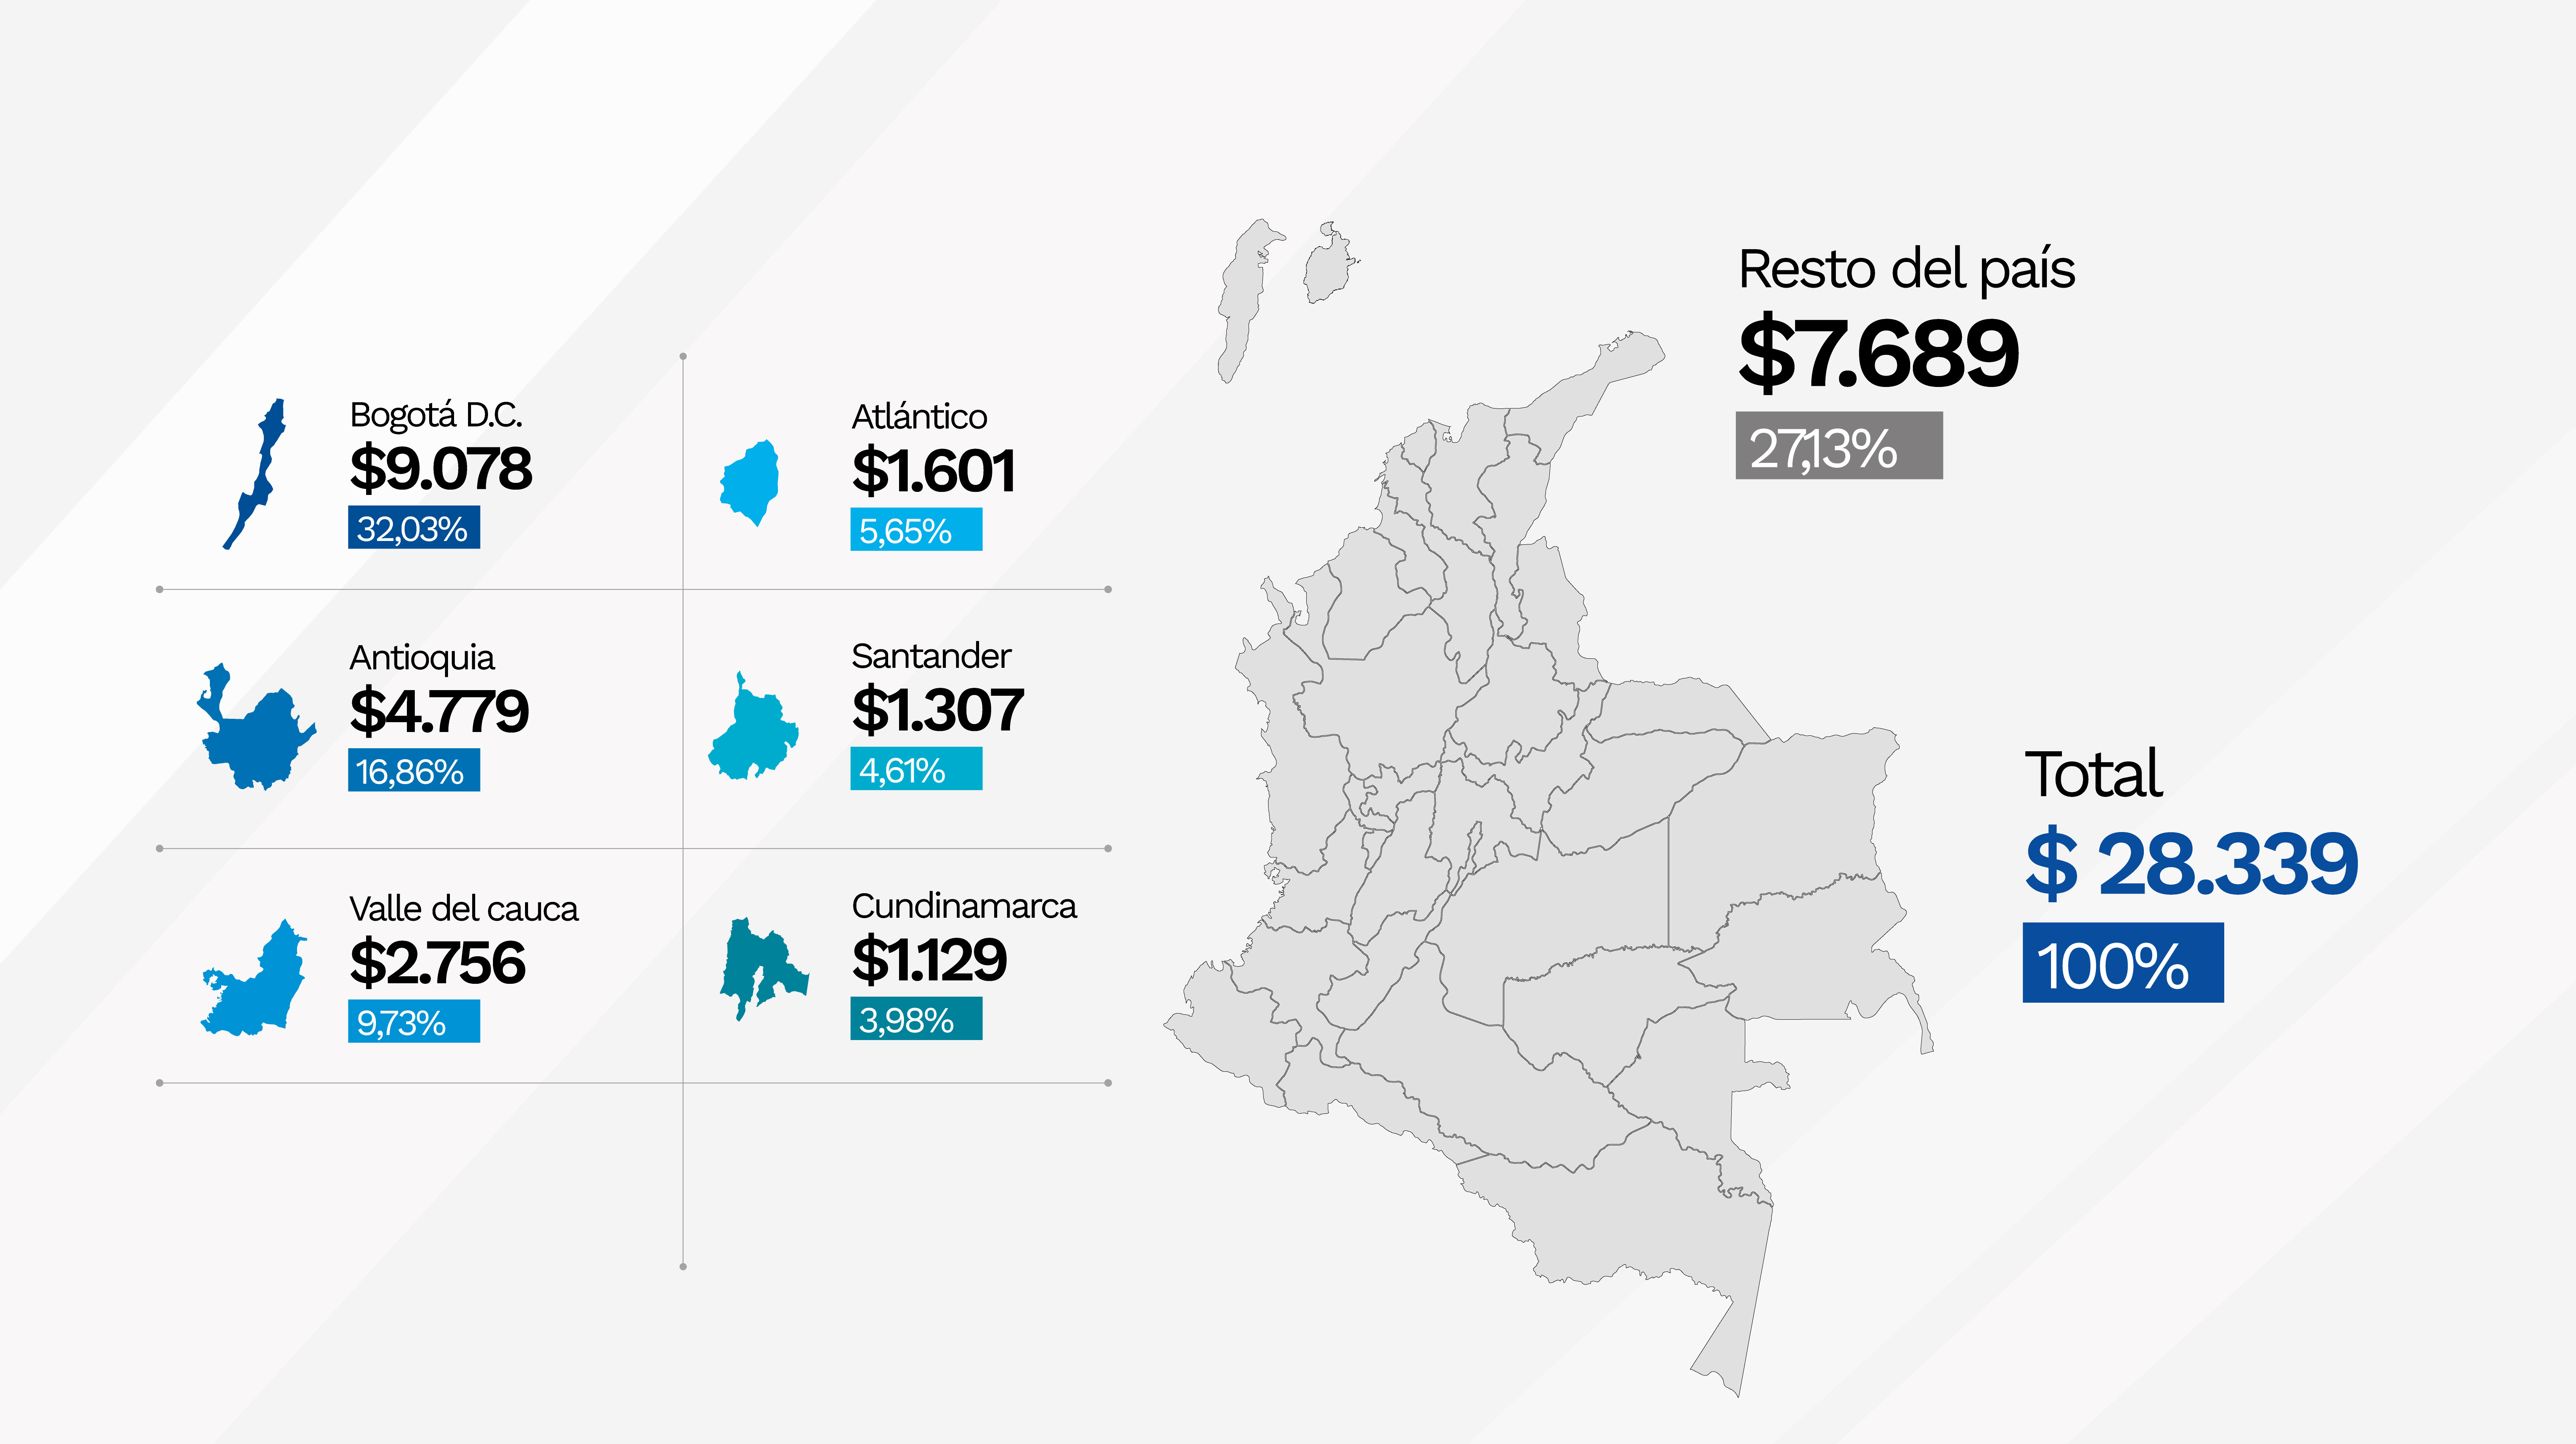 Bogotá D.C.
$9.078
32,03%
Atlántico
$1.601
5,65%
Antioquia
$4.779
16,86%
Santander
$1.307
4,61%
Valle del cauca
$2.756
9,73%
Cundinamarca
$1.129
3,98%
Resto del país
$7.689
27,13%
Total
$ 28.339
100%